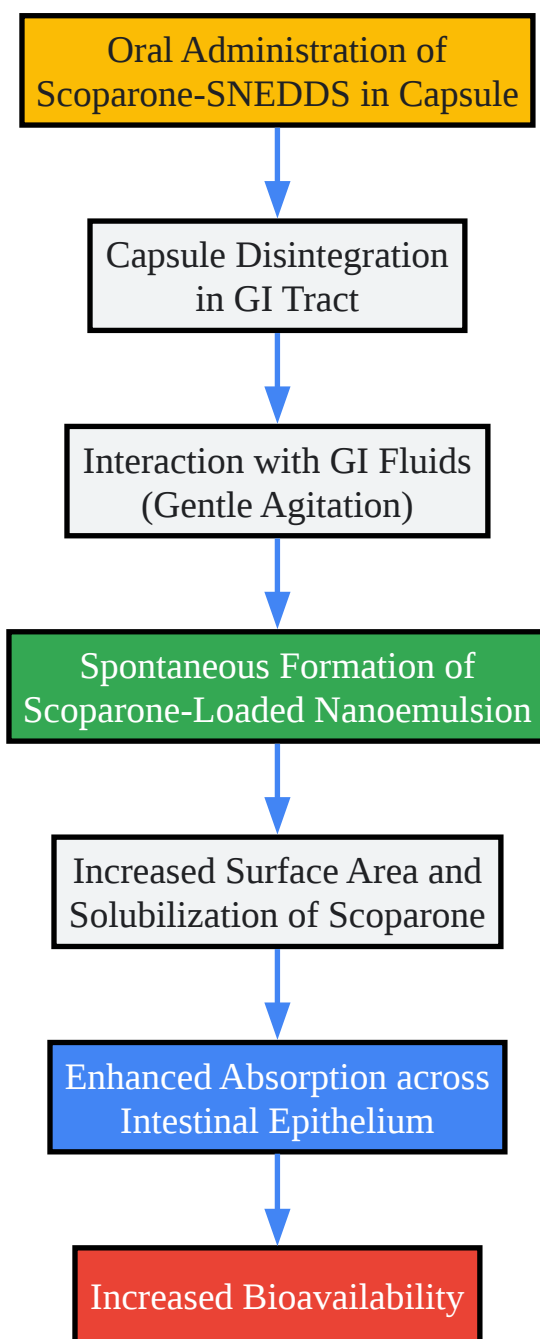 Oral Administration of
Scoparone-SNEDDS in Capsule
Capsule Disintegration
in GI Tract
Interaction with GI Fluids
(Gentle Agitation)
Spontaneous Formation of
Scoparone-Loaded Nanoemulsion
Increased Surface Area and
Solubilization of Scoparone
Enhanced Absorption across
Intestinal Epithelium
Increased Bioavailability